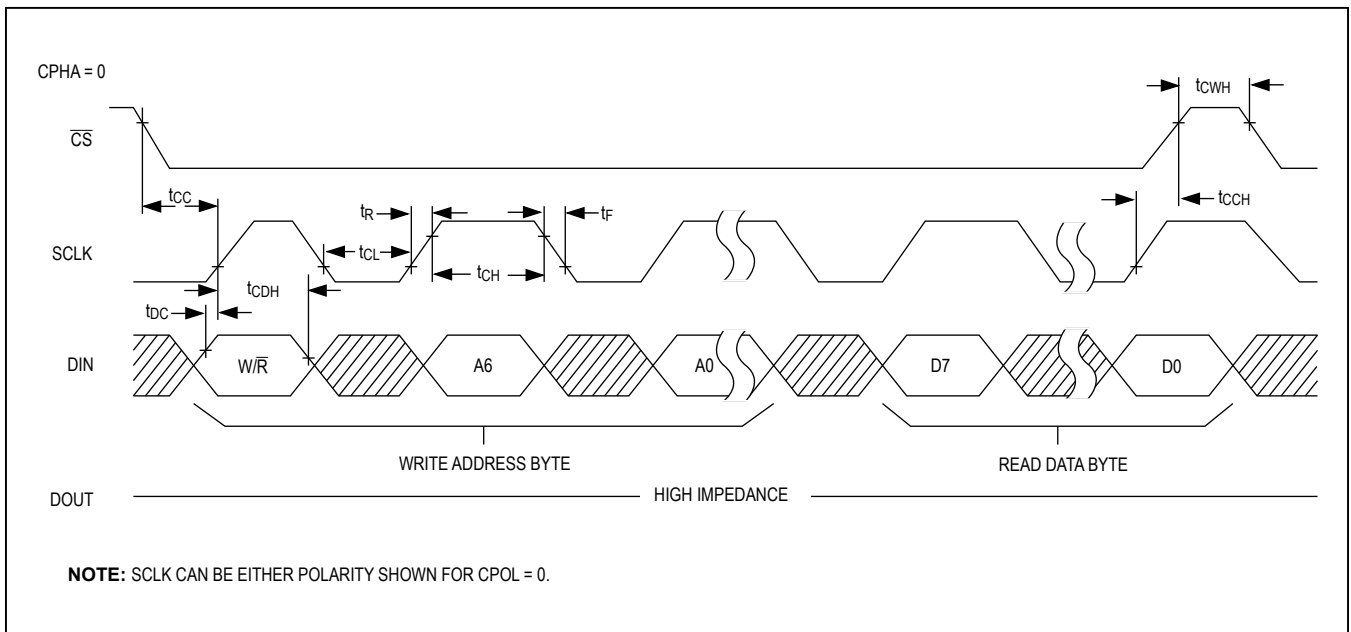 CPHA = 0
tCWH
CS
tCC
tR
tF
tCCH
SCLK
tCL
tCH
tCDH
tDC
DIN
W/R
A6
A0
D7
D0
WRITE ADDRESS BYTE
READ DATA BYTE
DOUT
HIGH IMPEDANCE
NOTE: SCLK CAN BE EITHER POLARITY SHOWN FOR CPOL = 0.